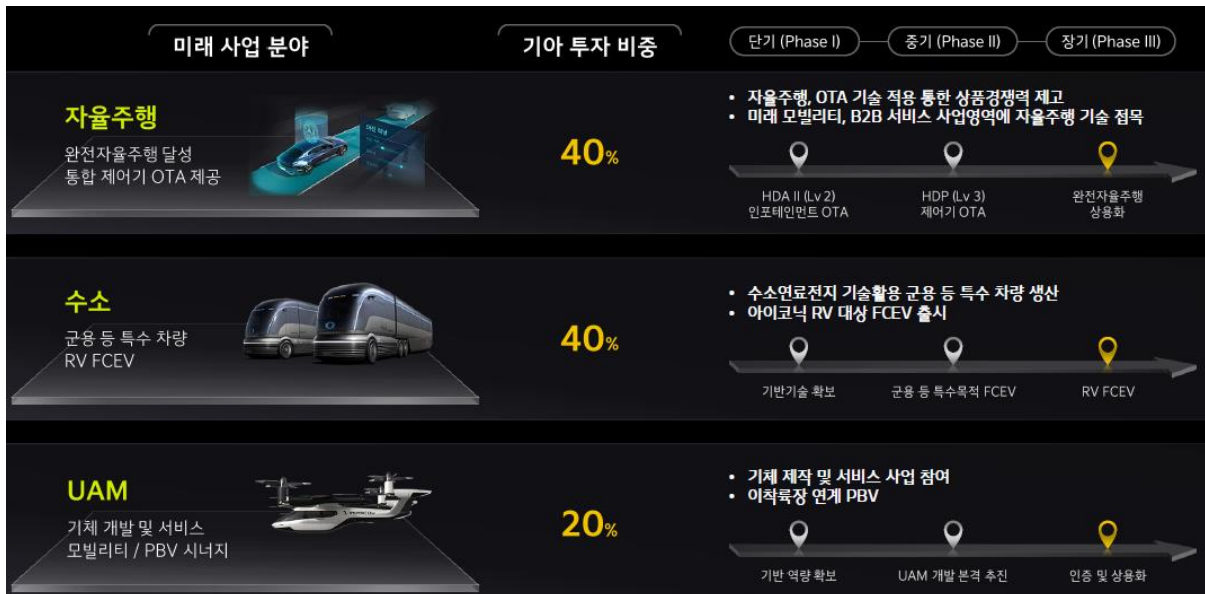 미래 사업 분야
기아 투자 비중
단기 (Phase I)
중기 (Phase II)
장기 (Phase III)
자율주행
완전자율주행 달성
통합 제어기 OTA 제공
40%
• 자율주행, OTA 기술 적용 통한 상품경쟁력 제고
• 미래 모빌리티, B2B 서비스 사업영역에 자율주행 기술 접목
HDA II (Lv 2)
인포테인먼트 OTA
HDP (Lv 3)
제어기 OTA
완전자율주행
상용화
수소
군용 등 특수 차량
RV FCEV
40%
• 수소연료전지 기술활용 군용 등 특수 차량 생산
• 아이코닉 RV 대상 FCEV 출시
기반기술 확보
군용 등 특수목적 FCEV
RV FCEV
UAM
기체 개발 및 서비스
모빌리티 / PBV 시너지
20%
• 기체 제작 및 서비스 사업 참여
• 이착륙장 연계 PBV
기반 역량 확보
UAM 개발 본격 추진
인증 및 상용화